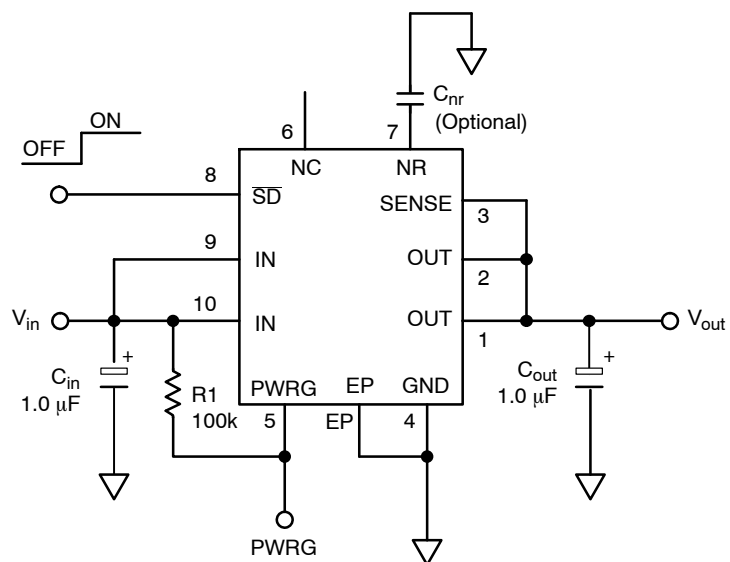 C_nr
(Optional)
ON
OFF
6
7
NC
NR
8
SD
SENSE
3
9
IN
OUT
2
V_in
10
IN
OUT
1
V_out
C_in
1.0 μF
+
R1
100k
PWRG
EP
GND
5
EP
4
C_out
1.0 μF
+
PWRG